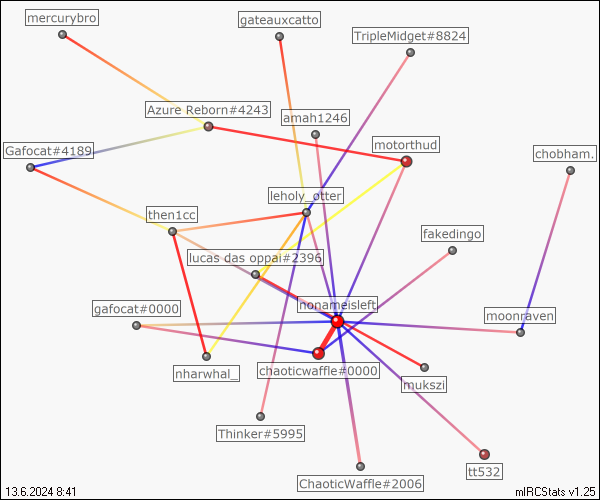 mercurybro
gateauxcatto
TripleMidget#8824
Azure Reborn#4243
amah1246
motorthud
Gafocat#4189
chobham.
leholy_otter
then1cc
fakedingo
lucas das oppai#2396
nonameisleft
gafocat#0000
moonraven
chaoticwaffle#0000
nharwhal_
mukszi
Thinker#5995
tt532
ChaoticWaffle#2006
13.6.2024 8:41
mIRCStats v1.25